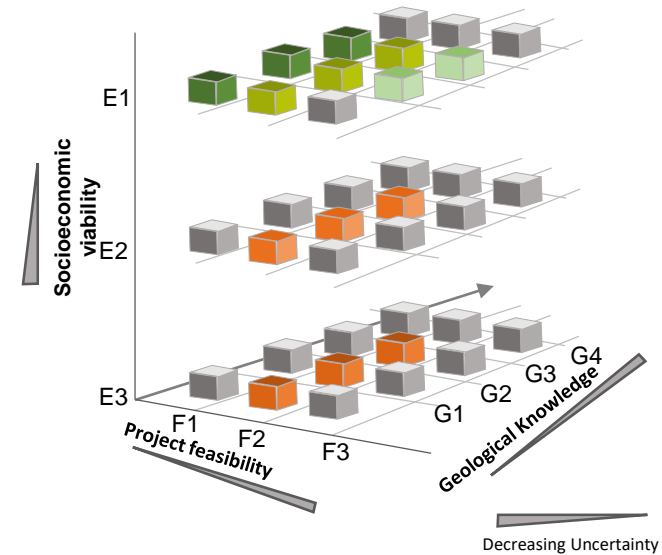 E1
Socioeconomic
viability
E2
E3
F1
F2
F3
G1
G2
G3
G4
Project feasibility
Geological Knowledge
Decreasing Uncertainty